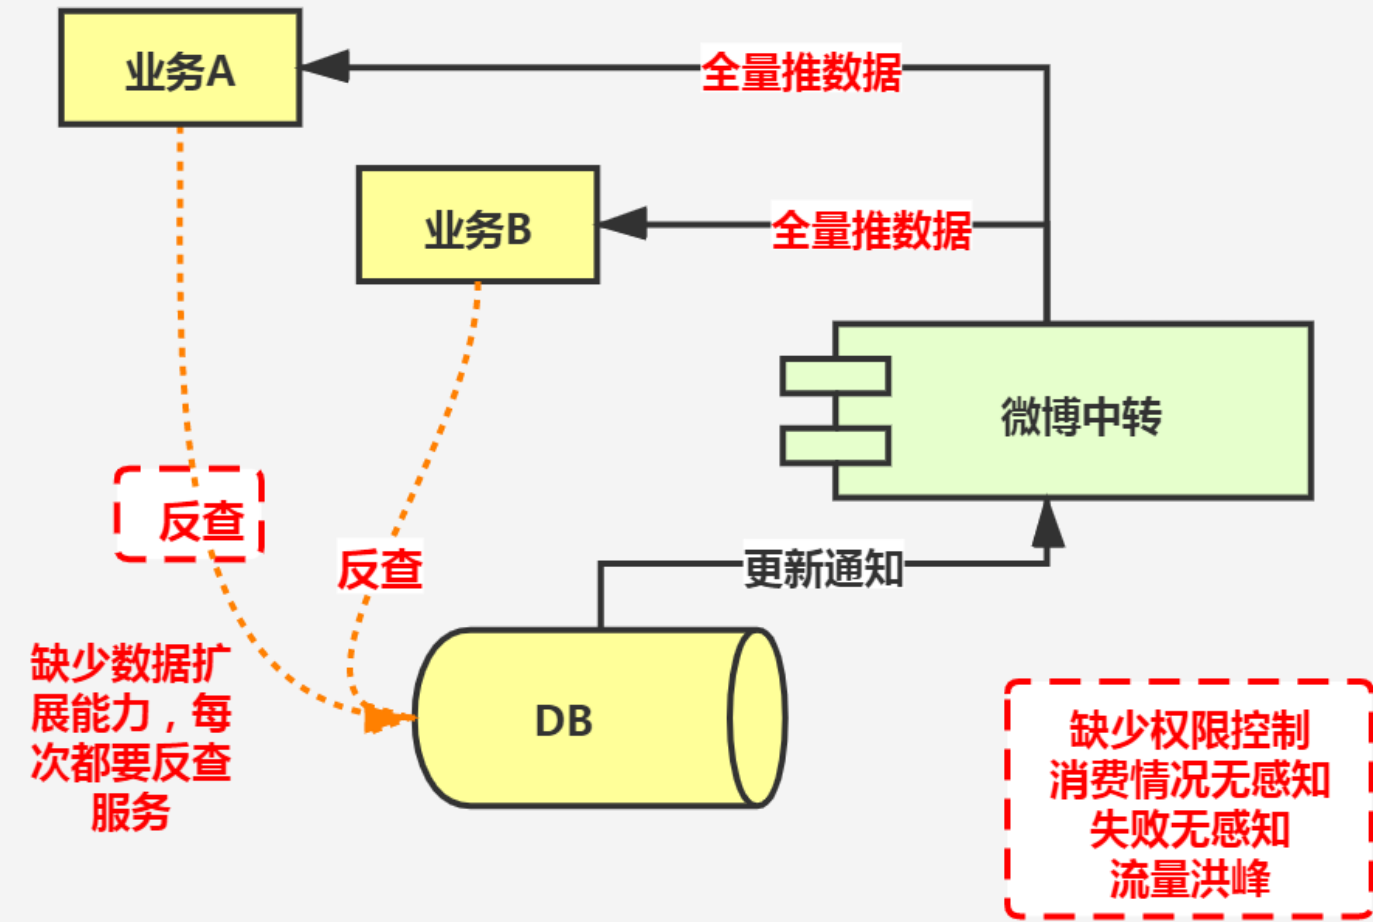 业务A
全量推数据
业务B
全量推数据
微博中转
反查
反查
更新通知
缺少数据扩
展能力，每
次都要反查
服务
DB
缺少权限控制
消费情况无感知
失败无感知
流量洪峰